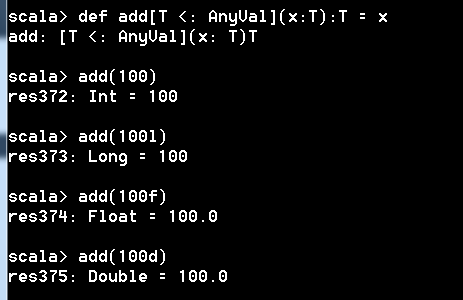 scala> def add[T <: AnyVal](x:T):T = x
add: [T <: AnyVal](x: T)T
scala> add(100)
res372: Int = 100
scala> add(100l)
res373: Long = 100
scala> add(100f)
res374: Float = 100.0
scala> add(100d)
res375: Double = 100.0